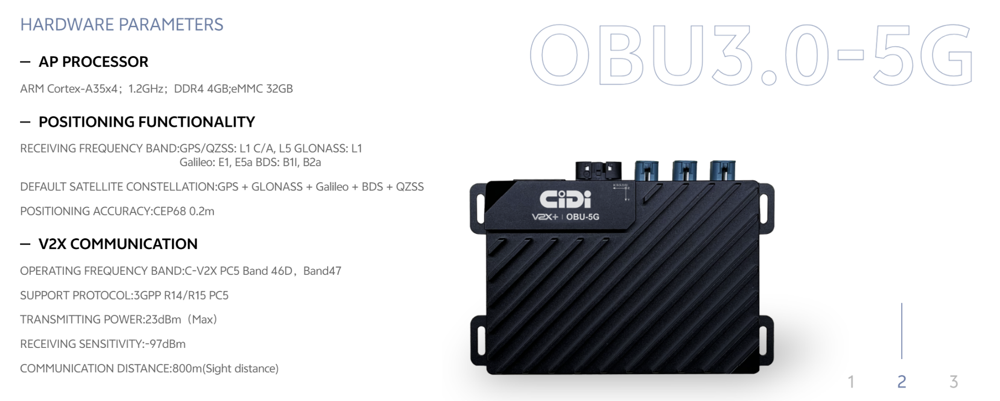 HARDWARE PARAMETERS
OBU3.0-5G
— AP PROCESSOR
ARM Cortex-A35x4；1.2GHz；DDR4 4GB;eMMC 32GB
— POSITIONING FUNCTIONALITY
RECEIVING FREQUENCY BAND:GPS/QZSS: L1 C/A, L5 GLONASS: L1
Galileo: E1, E5a BDS: B1I, B2a
DEFAULT SATELLITE CONSTELLATION:GPS + GLONASS + Galileo + BDS + QZSS
POSITIONING ACCURACY:CEP68 0.2m
— V2X COMMUNICATION
OPERATING FREQUENCY BAND:C-V2X PC5 Band 46D，Band47
SUPPORT PROTOCOL:3GPP R14/R15 PC5
TRANSMITTING POWER:23dBm（Max）
RECEIVING SENSITIVITY:-97dBm
COMMUNICATION DISTANCE:800m(Sight distance)
CiDi
V2X+ | OBU-5G
1 2 3